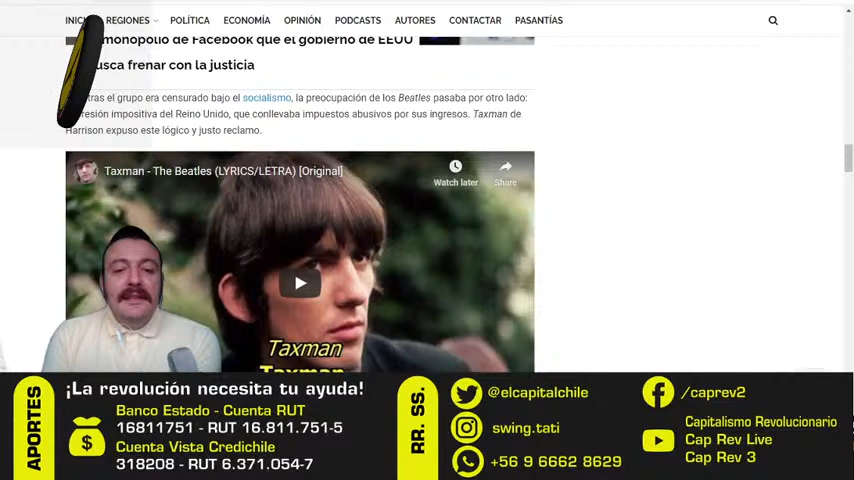 REGIONES
POLÍTICA
ECONOMÍA
OPINIÓN
PODCASTS
AUTORES
CONTACTAR
PASANTÍAS
monopolio de Facebook que el gobierno de EEUU
usca frenar con la justicia
tras el grupo era censurado bajo el socialismo, la preocupación de los Beatles pasaba por otro lado:
resión impositiva del Reino Unido, que conllevaba impuestos abusivos por sus ingresos. Taxman de
Harrison expuso este lógico y justo reclamo.
Taxman - The Beatles (LYRICS/LETRA) [Original]
Watch later
Share
Taxman
Taxman
APORTES
¡La revolución necesita tu ayuda!
Banco Estado - Cuenta RUT
16811751 - RUT 16.811.751-5
Cuenta Vista Credichile
318208 - RUT 6.371.054-7
RR. SS.
@elcapitalchile
swing.tati
+56 9 6662 8629
/caprev2
Capitalismo Revolucionario
Cap Rev Live
Cap Rev 3